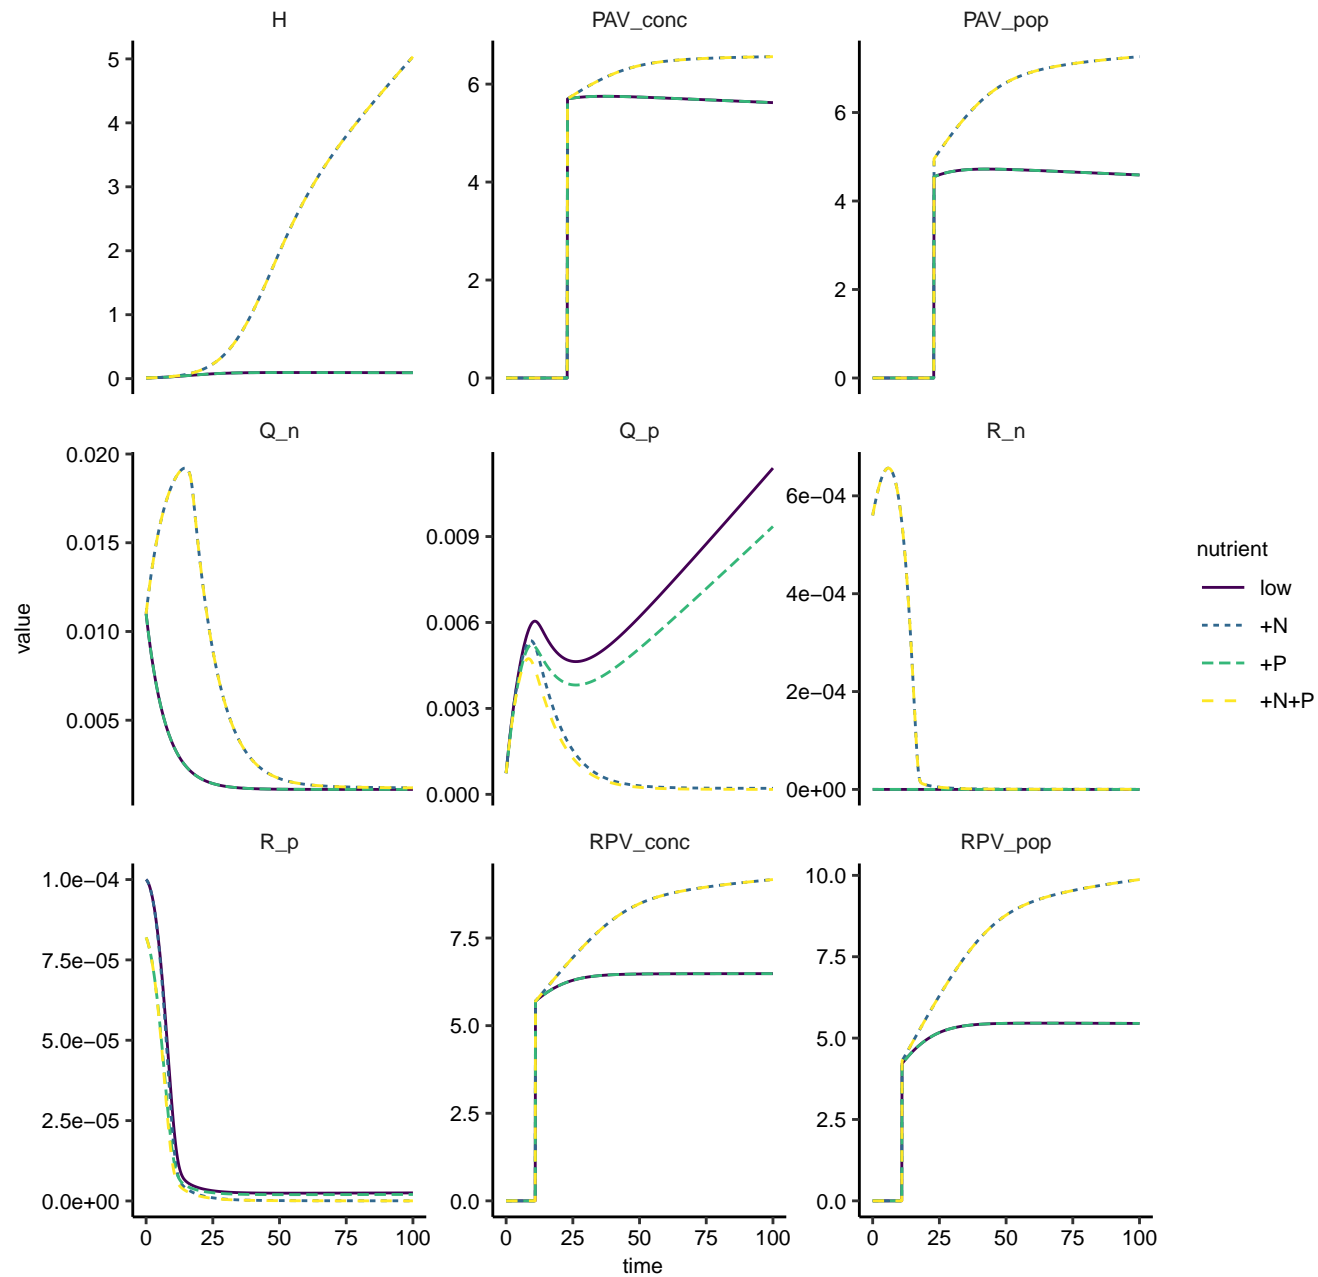 H
PAV_conc
PAV_pop
5
4
3
2
1
0
6
4
2
0
6
4
2
0
Q_n
Q_p
R_n
0.020
0.015
0.010
0.005
0.009
0.006
0.003
0.000
6e−04
4e−04
2e−04
0e+00
R_p
RPV_conc
RPV_pop
1.0e−04
7.5e−05
5.0e−05
2.5e−05
0.0e+00
7.5
5.0
2.5
0.0
10.0
7.5
5.0
2.5
0.0
0 25 50 75 100
0 25 50 75 100
0 25 50 75 100
time
value
nutrient
low
+N
+P
+N+P